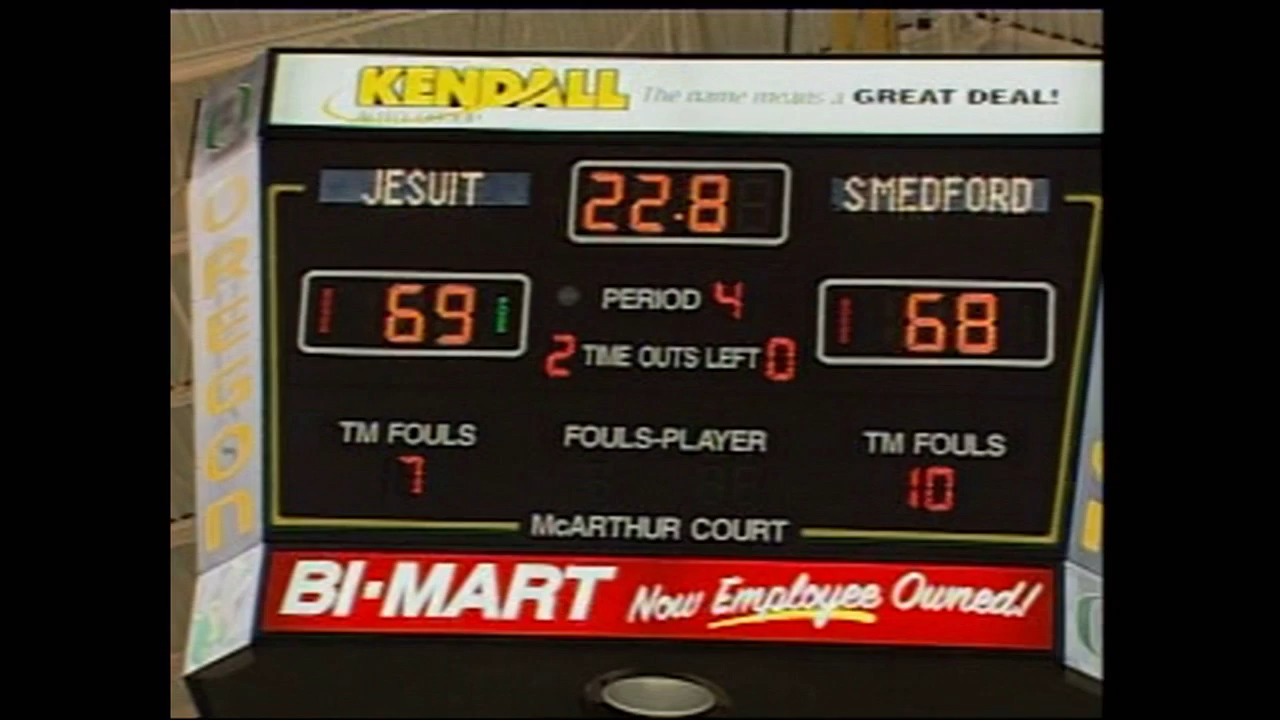 KENDALL The name means a GREAT DEAL!
JESUIT 22.8 SMEDFORD
69 PERIOD 4 68
2 TIME OUTS LEFT 0
TM FOULS FOULS-PLAYER TM FOULS
7 10
McARTHUR COURT
BI-MART Now Employee Owned!
OREGON